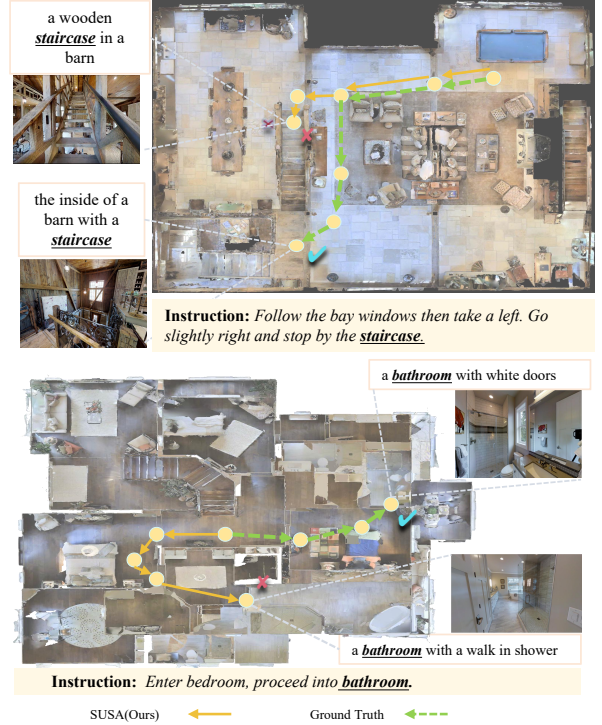 a wooden
staircase in a
barn
the inside of a
barn with a
staircase
Instruction: Follow the bay windows then take a left. Go
slightly right and stop by the staircase.
a bathroom with white doors
a bathroom with a walk in shower
Instruction: Enter bedroom, proceed into bathroom.
SUSA(Ours)
Ground Truth